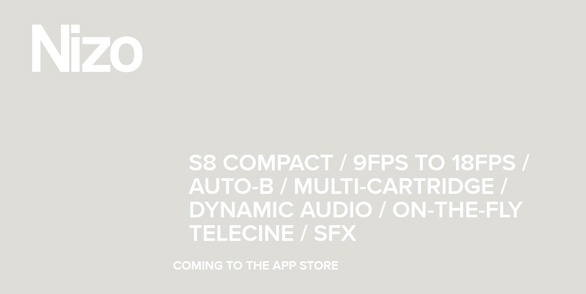 Nizo
S8 COMPACT / 9FPS TO 18FPS /
AUTO-B / MULTI-CARTRIDGE /
DYNAMIC AUDIO / ON-THE-FLY
TELECINE / SFX
COMING TO THE APP STORE